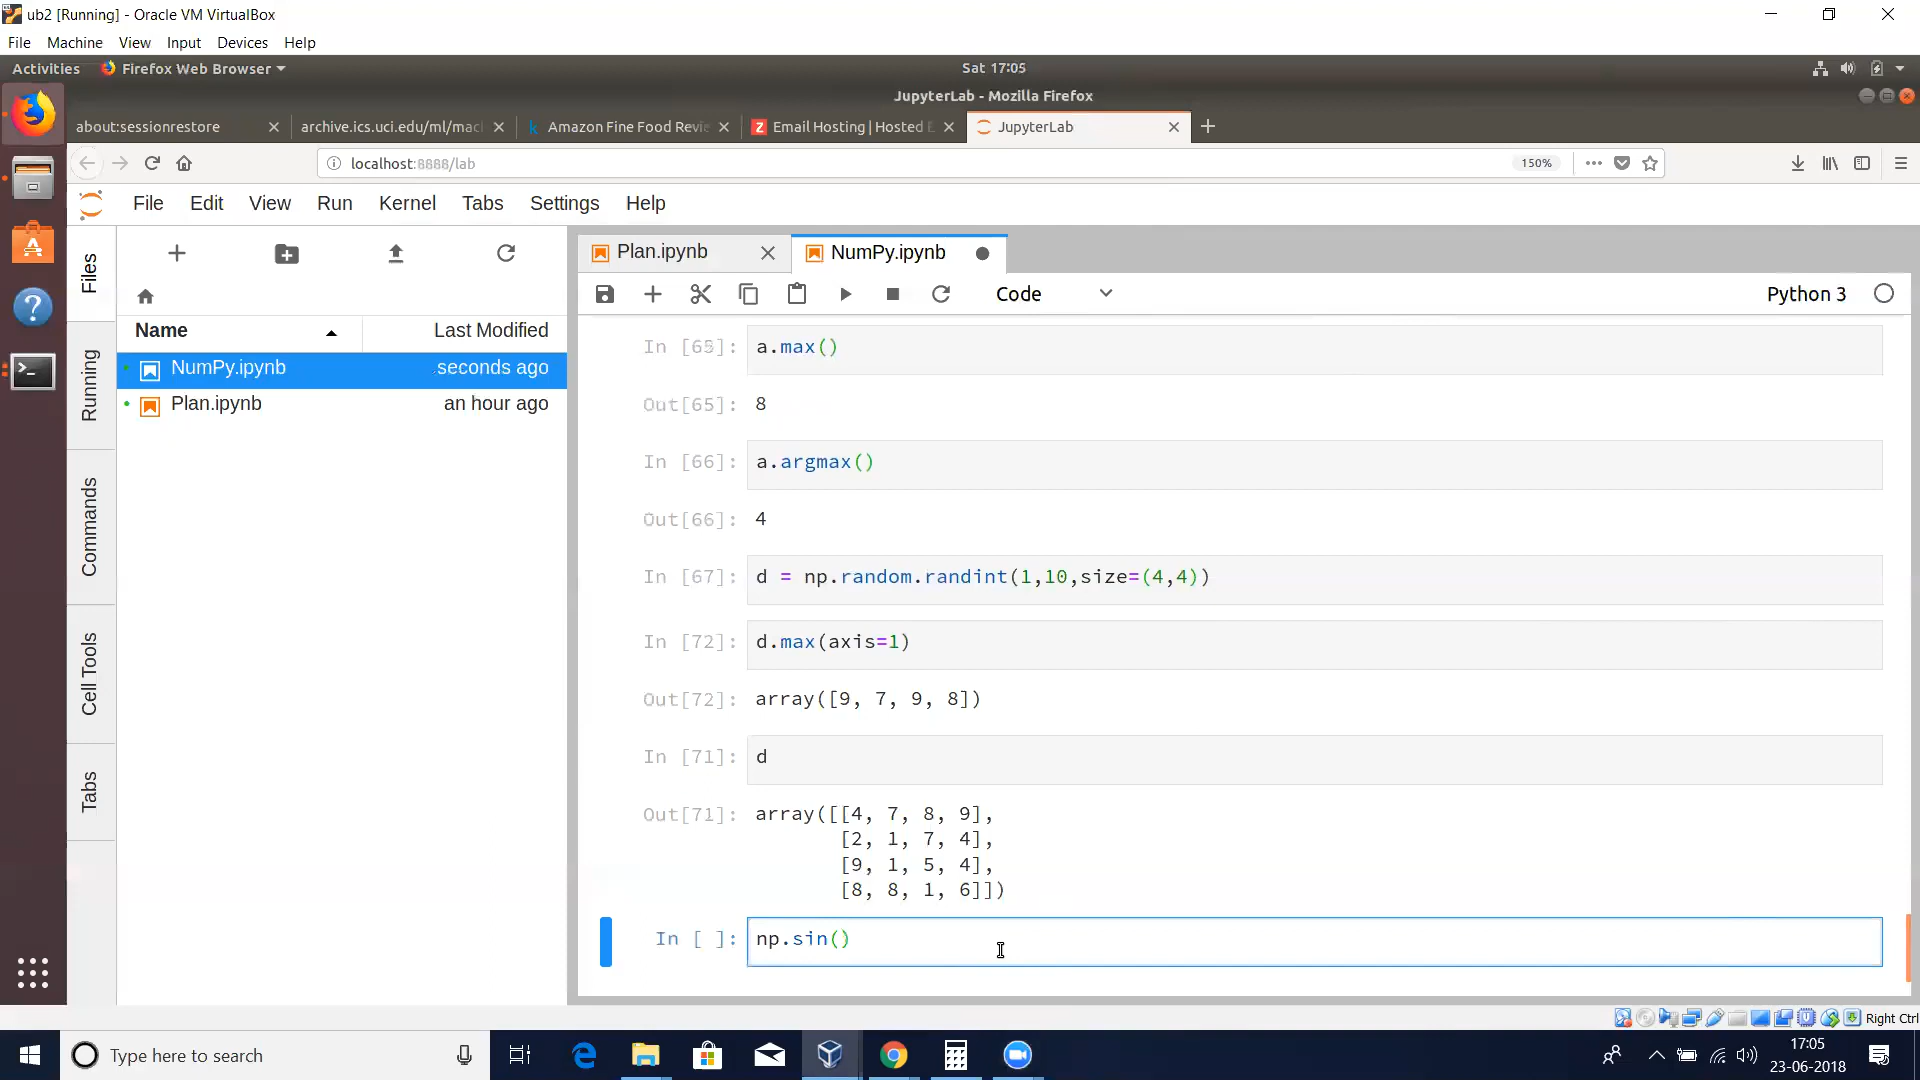 ub2 [Running] - Oracle VM VirtualBox
File Machine View Input Devices Help
Activities Firefox Web Browser Sat 17:05
JupyterLab - Mozilla Firefox
about:sessionrestore archive.ics.uci.edu/ml/mac Amazon Fine Food Revie Email Hosting | Hosted E JupyterLab
localhost:8888/lab 150%
File Edit View Run Kernel Tabs Settings Help
Files
Running
Commands
Cell Tools
Tabs
Name Last Modified
NumPy.ipynb seconds ago
Plan.ipynb an hour ago
Plan.ipynb NumPy.ipynb
Code Python 3
In [65]: a.max()
Out[65]: 8
In [66]: a.argmax()
Out[66]: 4
In [67]: d = np.random.randint(1,10,size=(4,4))
In [72]: d.max(axis=1)
Out[72]: array([9, 7, 9, 8])
In [71]: d
Out[71]: array([[4, 7, 8, 9],
[2, 1, 7, 4],
[9, 1, 5, 4],
[8, 8, 1, 6]])
In [ ]: np.sin()
Right Ctrl
Type here to search
17:05
23-06-2018